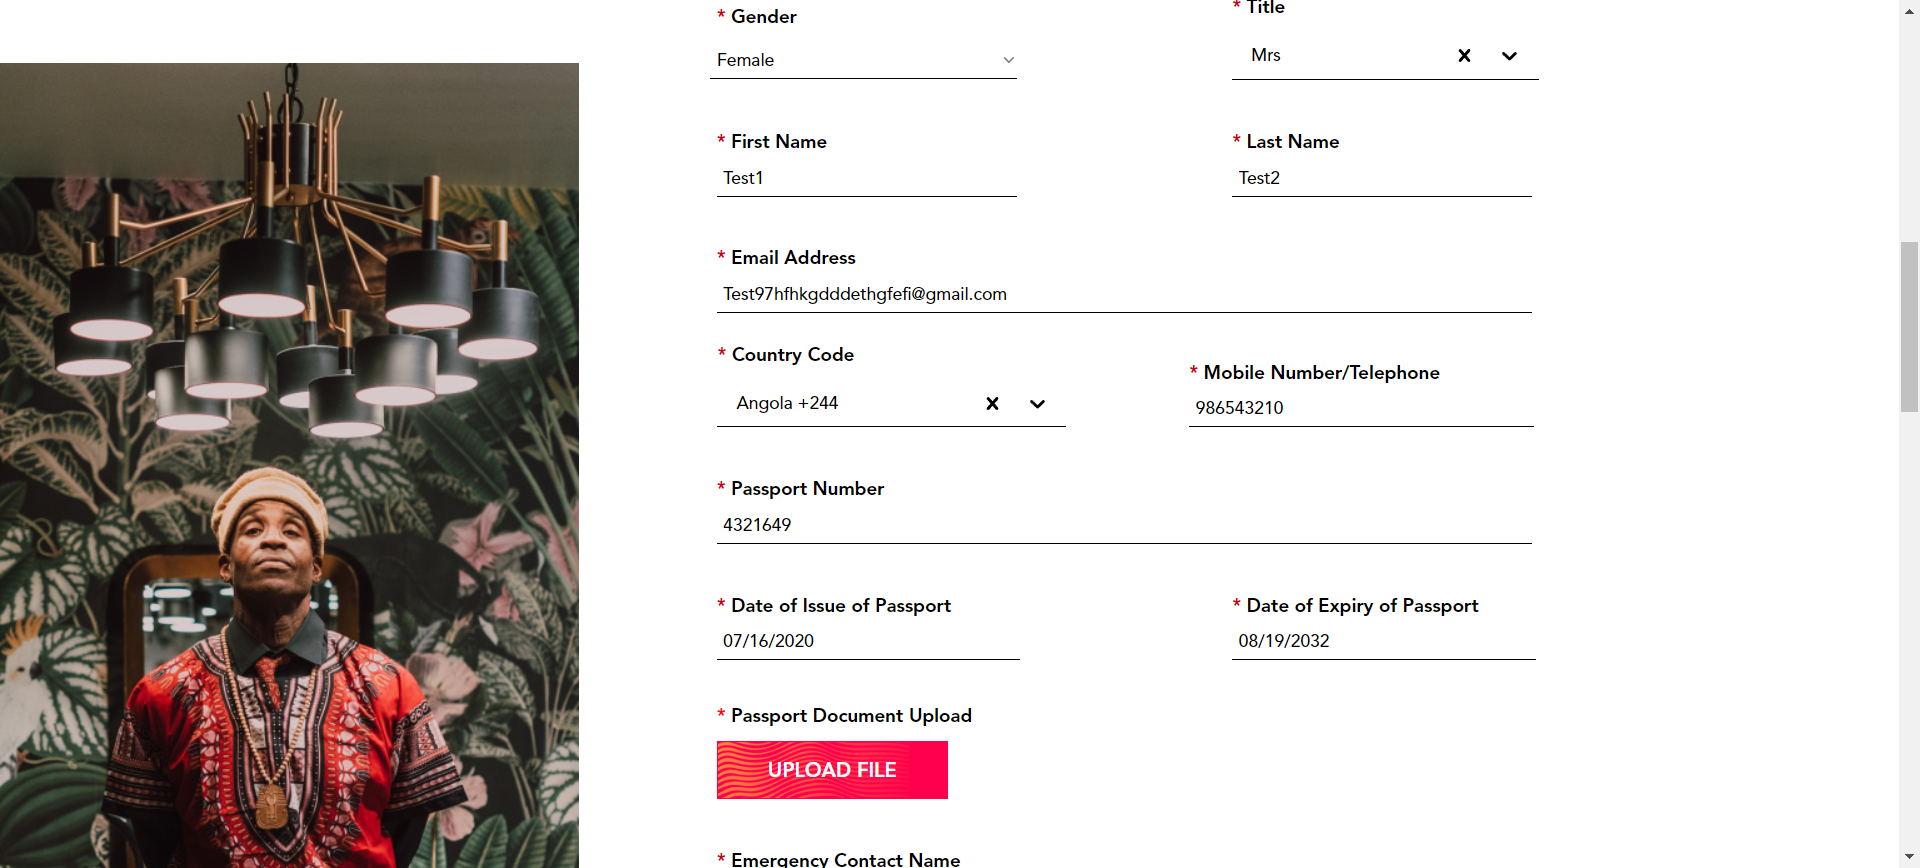 * Gender
* Title
Female
Mrs
* First Name
* Last Name
Test1
Test2
* Email Address
Test97hfhkgdddethgfefi@gmail.com
* Country Code
* Mobile Number/Telephone
Angola +244
986543210
* Passport Number
4321649
* Date of Issue of Passport
* Date of Expiry of Passport
07/16/2020
08/19/2032
* Passport Document Upload
UPLOAD FILE
* Emergency Contact Name